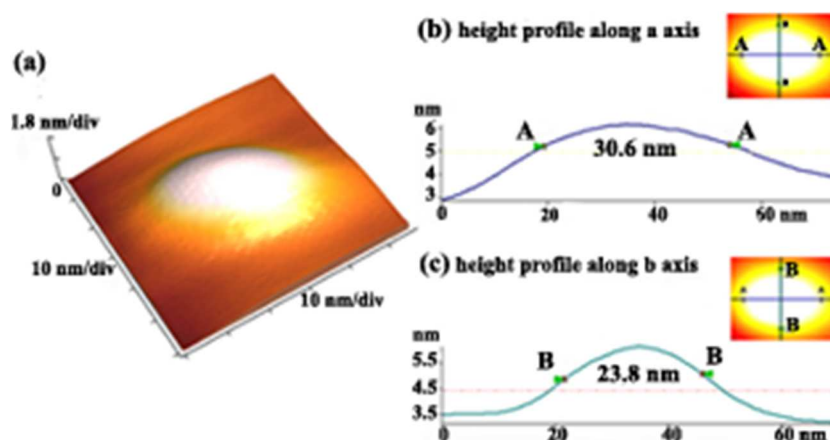 (a)
1.8 nm/div
0
10 nm/div
10 nm/div
(b) height profile along a axis
A A
nm
6
5
4
3
A A
30.6 nm
0 20 40 60 nm
(c) height profile along b axis
B
A A
B
nm
5.5
4.5
3.5
B B
23.8 nm
0 20 40 60 nm